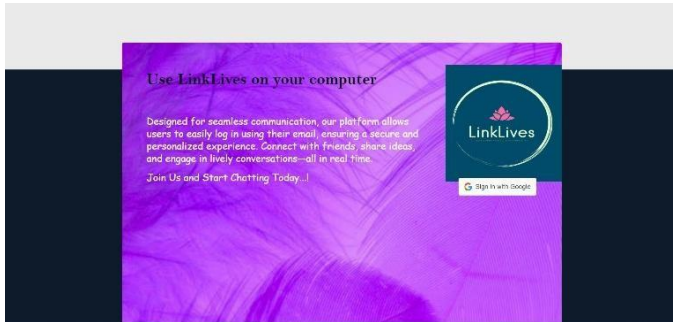 Use LinkLives on your computer
Designed for seamless communication, our platform allows
users to easily log in using their email, ensuring a secure and
personalized experience. Connect with friends, share ideas,
and engage in lively conversations—all in real time.
Join Us and Start Chatting Today...!
LinkLives
Sign in with Google